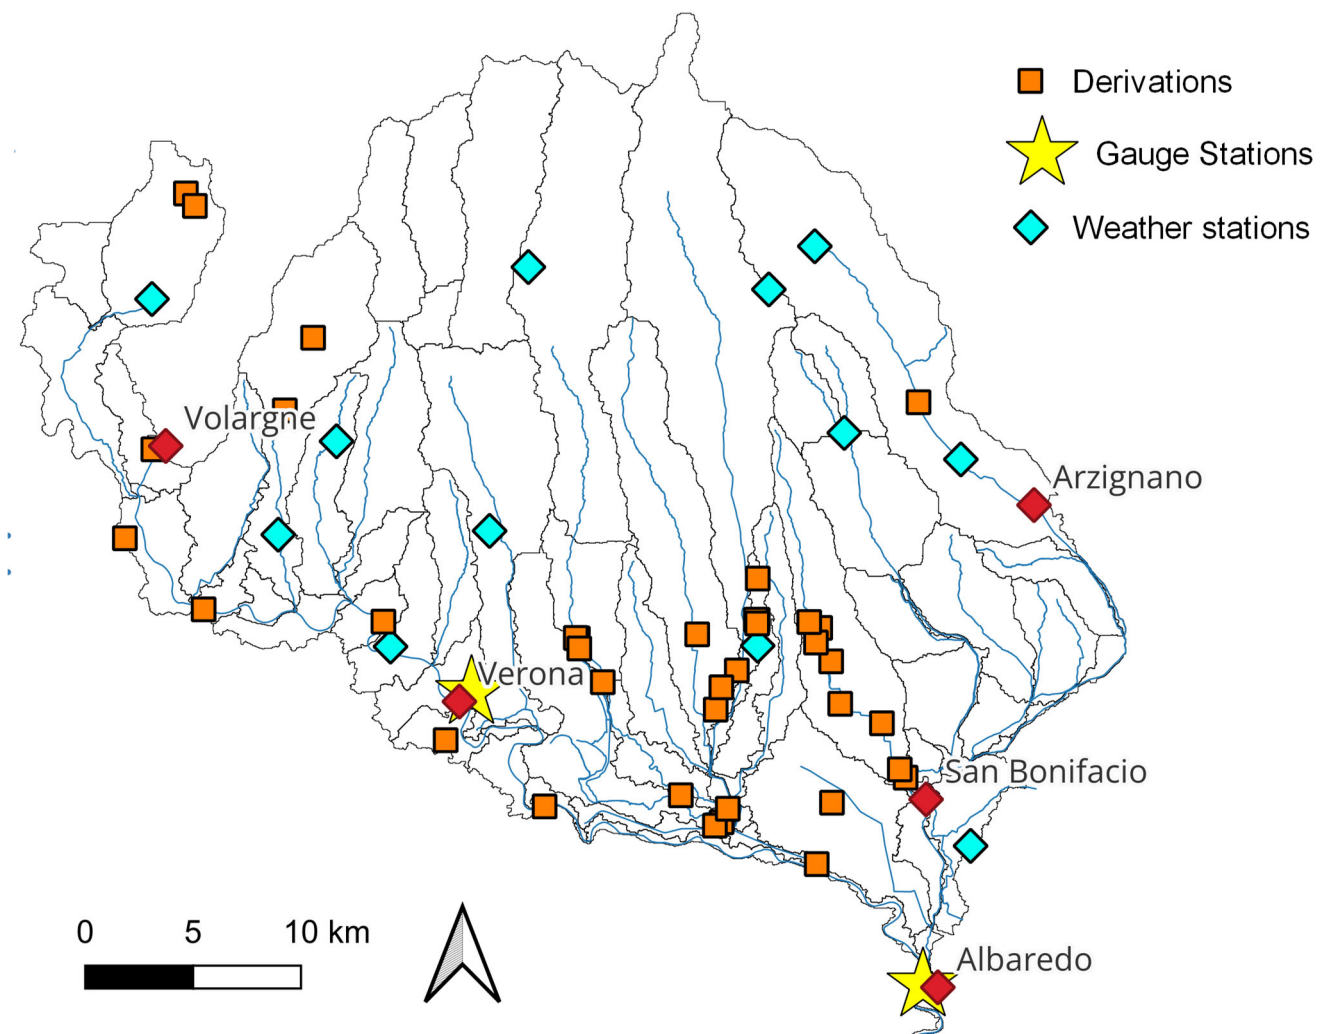 Derivations
Gauge Stations
Weather stations
Volargne
Arzignano
Verona
San Bonifacio
0 5 10 km
Albaredo